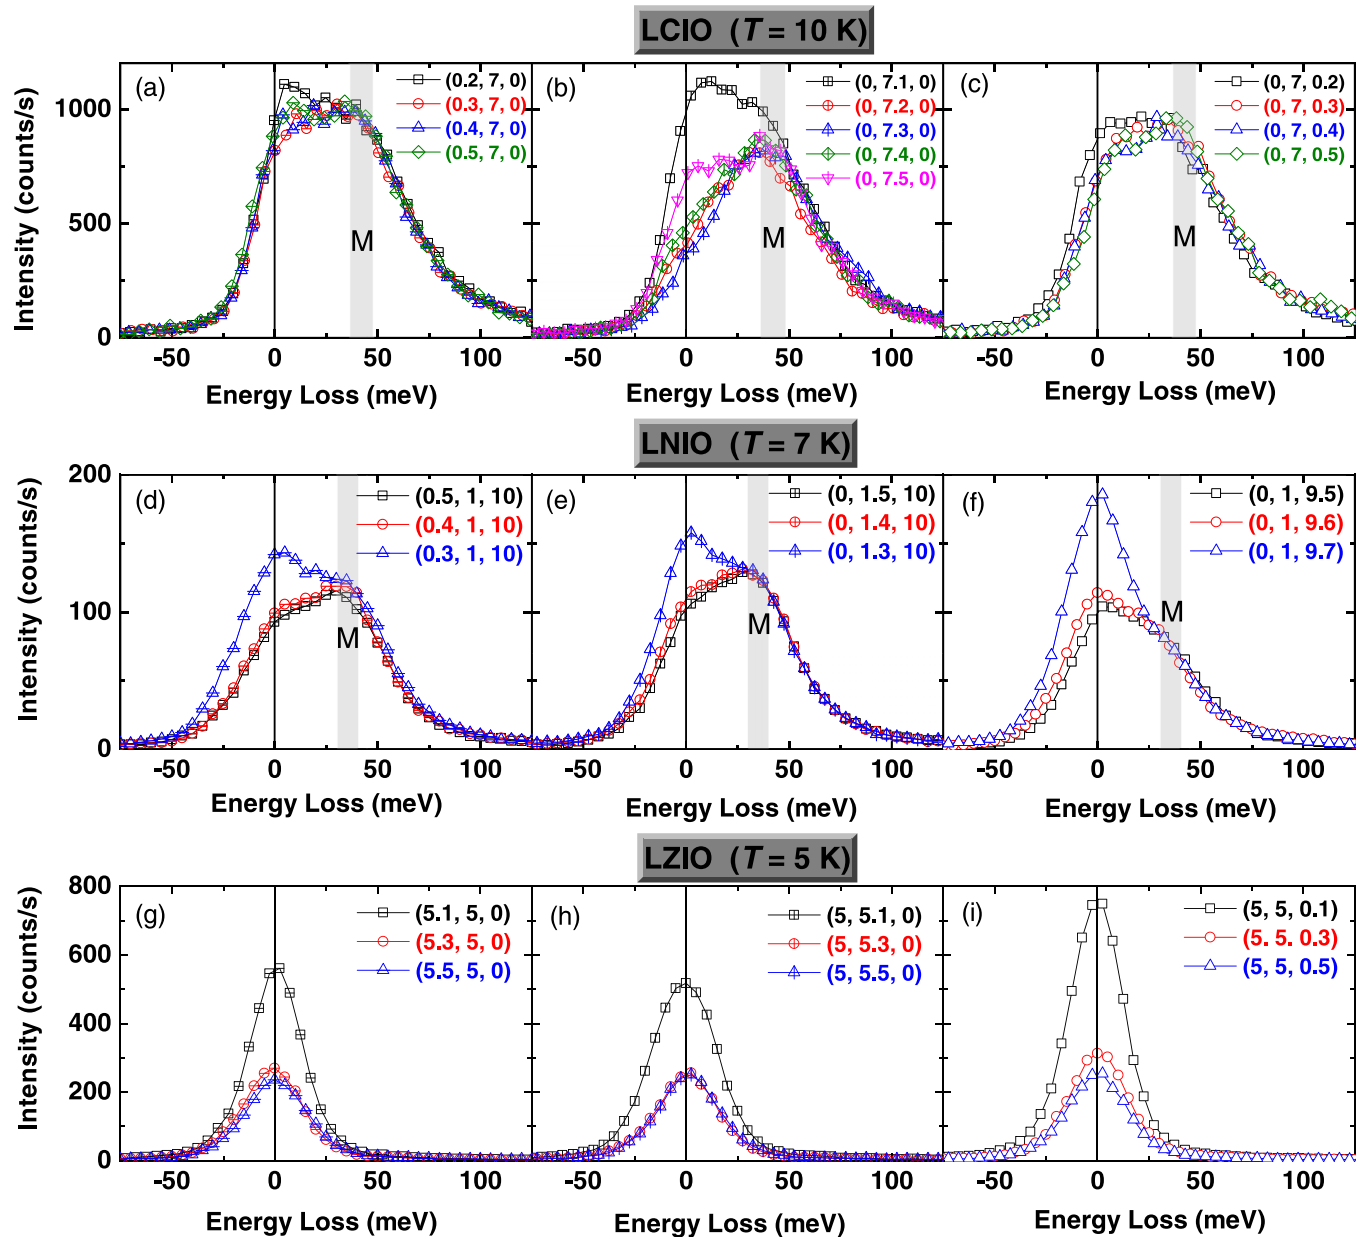 LCIO (T = 10 K)
Intensity (counts/s)
1000
500
0
(a)
(0.2, 7, 0)
(0.3, 7, 0)
(0.4, 7, 0)
(0.5, 7, 0)
M
-50 0 50 100
Energy Loss (meV)
(b)
(0, 7.1, 0)
(0, 7.2, 0)
(0, 7.3, 0)
(0, 7.4, 0)
(0, 7.5, 0)
M
-50 0 50 100
Energy Loss (meV)
(c)
(0, 7, 0.2)
(0, 7, 0.3)
(0, 7, 0.4)
(0, 7, 0.5)
M
-50 0 50 100
Energy Loss (meV)
LNIO (T = 7 K)
Intensity (counts/s)
200
100
0
(d)
(0.5, 1, 10)
(0.4, 1, 10)
(0.3, 1, 10)
M
-50 0 50 100
Energy Loss (meV)
(e)
(0, 1.5, 10)
(0, 1.4, 10)
(0, 1.3, 10)
M
-50 0 50 100
Energy Loss (meV)
(f)
(0, 1, 9.5)
(0, 1, 9.6)
(0, 1, 9.7)
M
-50 0 50 100
Energy Loss (meV)
LZIO (T = 5 K)
Intensity (counts/s)
800
600
400
200
0
(g)
(5.1, 5, 0)
(5.3, 5, 0)
(5.5, 5, 0)
-50 0 50 100
Energy Loss (meV)
(h)
(5, 5.1, 0)
(5, 5.3, 0)
(5, 5.5, 0)
-50 0 50 100
Energy Loss (meV)
(i)
(5, 5, 0.1)
(5. 5. 0.3)
(5, 5, 0.5)
-50 0 50 100
Energy Loss (meV)